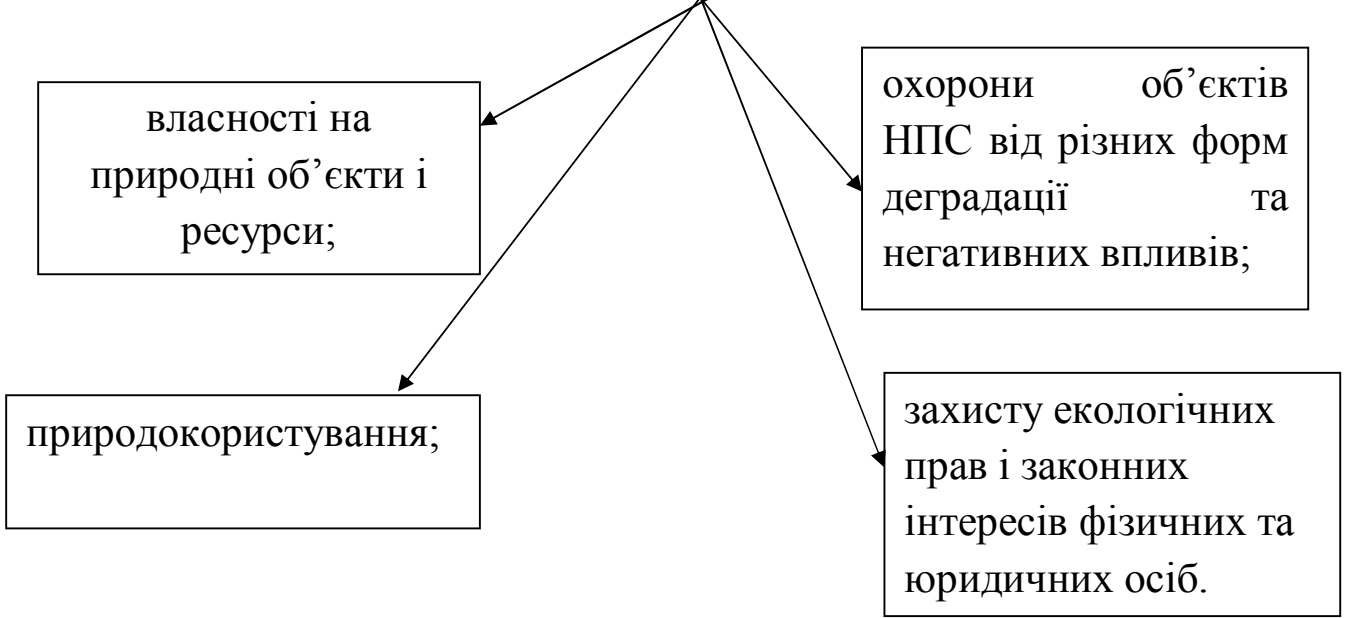 власності на
природні об’єкти і
ресурси;
охорони об’єктів
НПС від різних форм
деградації та
негативних впливів;
природокористування;
захисту екологічних
прав і законних
інтересів фізичних та
юридичних осіб.